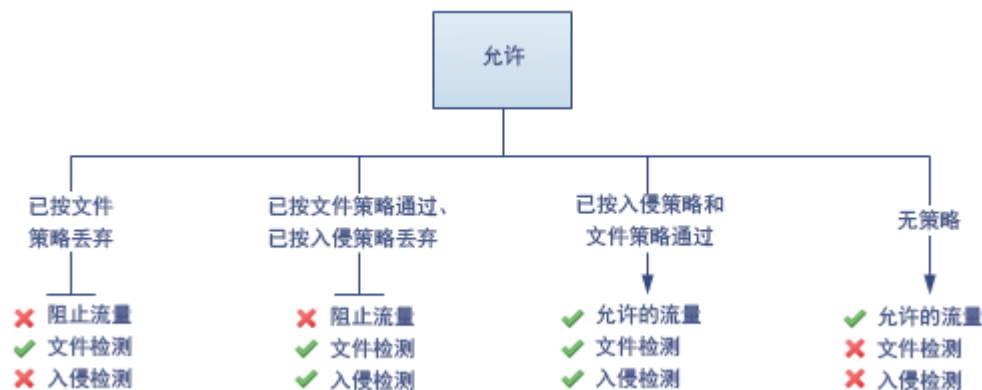 允许
已按文件
策略丢弃
已按文件策略通过、
已按入侵策略丢弃
已按入侵策略和
文件策略通过
无策略
阻止流量
文件检测
入侵检测
阻止流量
文件检测
入侵检测
允许的流量
文件检测
入侵检测
允许的流量
文件检测
入侵检测